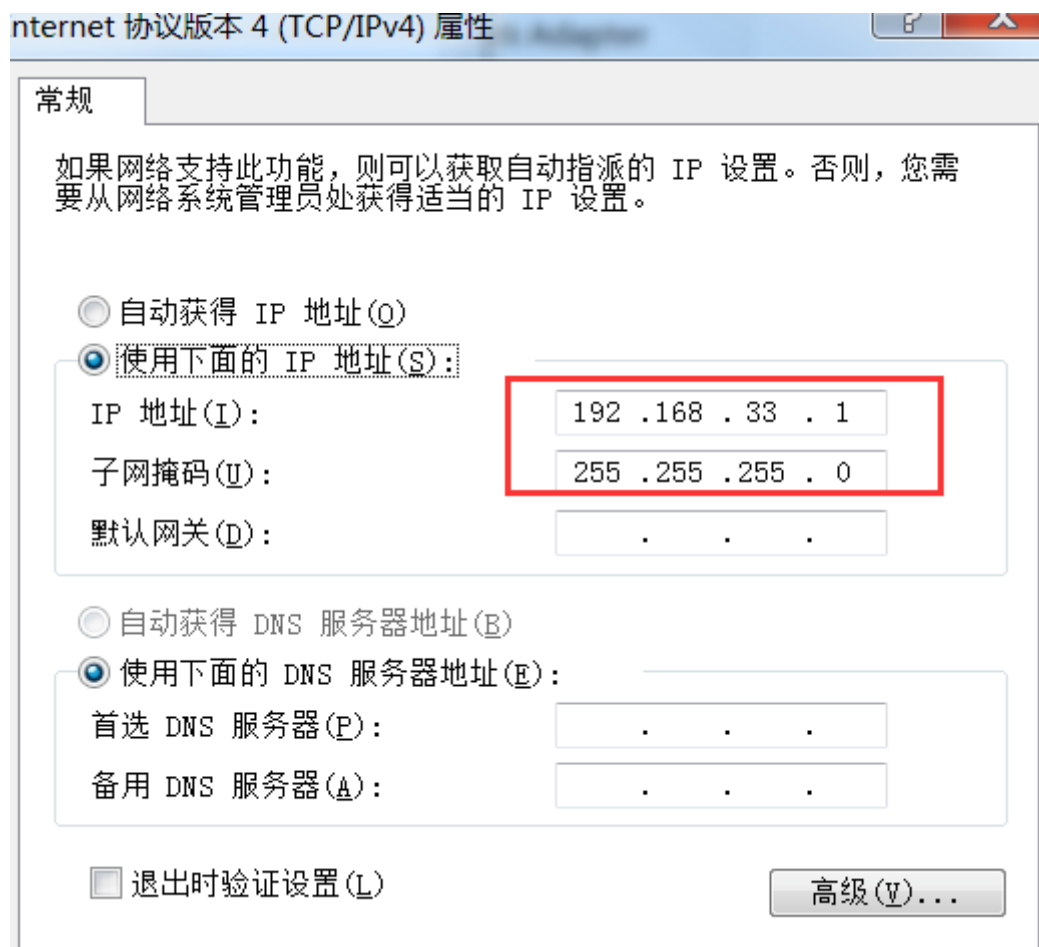 nternet 协议版本 4 (TCP/IPv4) 属性
Adapter
常规
如果网络支持此功能，则可以获取自动指派的 IP 设置。否则，您需
要从网络系统管理员处获得适当的 IP 设置。
自动获得 IP 地址(O)
使用下面的 IP 地址(S):
IP 地址(I): 192 .168 . 33 . 1
子网掩码(U): 255 .255 .255 . 0
默认网关(D): . . .
自动获得 DNS 服务器地址(B)
使用下面的 DNS 服务器地址(E):
首选 DNS 服务器(P): . . .
备用 DNS 服务器(A): . . .
退出时验证设置(L)
高级(V)...